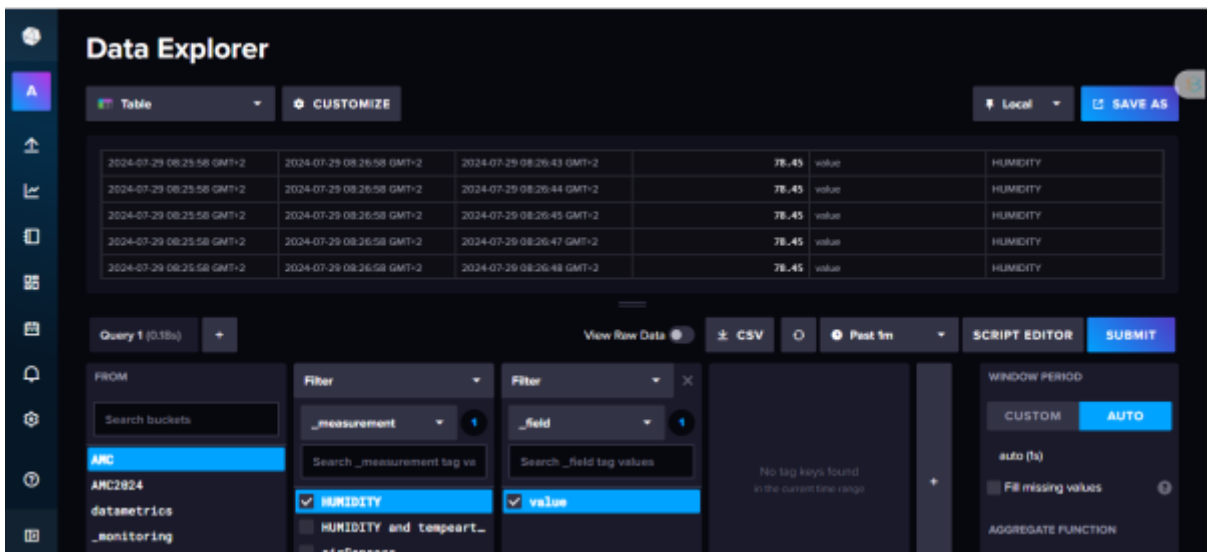 Data Explorer
A
Table
CUSTOMIZE
Local
SAVE AS
2024-07-29 08:25:58 GMT+2 2024-07-29 08:26:58 GMT+2 2024-07-29 08:26:43 GMT+2 78.45 value HUMIDITY
2024-07-29 08:25:58 GMT+2 2024-07-29 08:26:58 GMT+2 2024-07-29 08:26:44 GMT+2 78.45 value HUMIDITY
2024-07-29 08:25:58 GMT+2 2024-07-29 08:26:58 GMT+2 2024-07-29 08:26:45 GMT+2 78.45 value HUMIDITY
2024-07-29 08:25:58 GMT+2 2024-07-29 08:26:58 GMT+2 2024-07-29 08:26:47 GMT+2 78.45 value HUMIDITY
2024-07-29 08:25:58 GMT+2 2024-07-29 08:26:58 GMT+2 2024-07-29 08:26:48 GMT+2 78.45 value HUMIDITY
Query 1 (0.18s)
+
View Raw Data
CSV
Past 1m
SCRIPT EDITOR
SUBMIT
FROM
Search buckets
AMC
AMC2024
datametrics
_monitoring
Filter
_measurement
1
Search _measurement tag va
HUMIDITY
HUMIDITY and tempeart…
Filter
_field
1
Search _field tag values
value
No tag keys found
in the current time range
+
WINDOW PERIOD
CUSTOM
AUTO
auto (1s)
Fill missing values
AGGREGATE FUNCTION